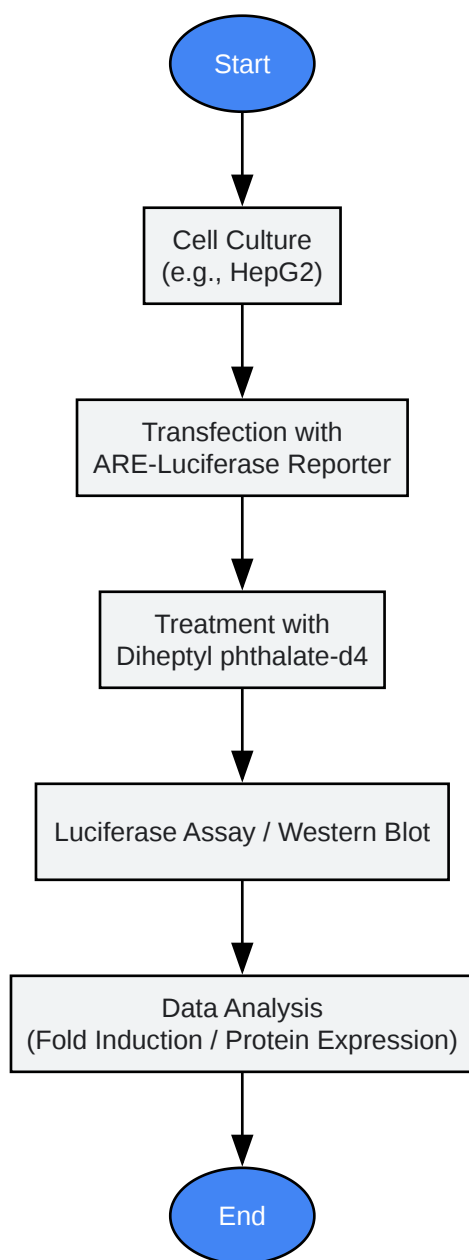 Start
Cell Culture
(e.g., HepG2)
Transfection with
ARE-Luciferase Reporter
Treatment with
Diheptyl phthalate-d4
Luciferase Assay / Western Blot
Data Analysis
(Fold Induction / Protein Expression)
End